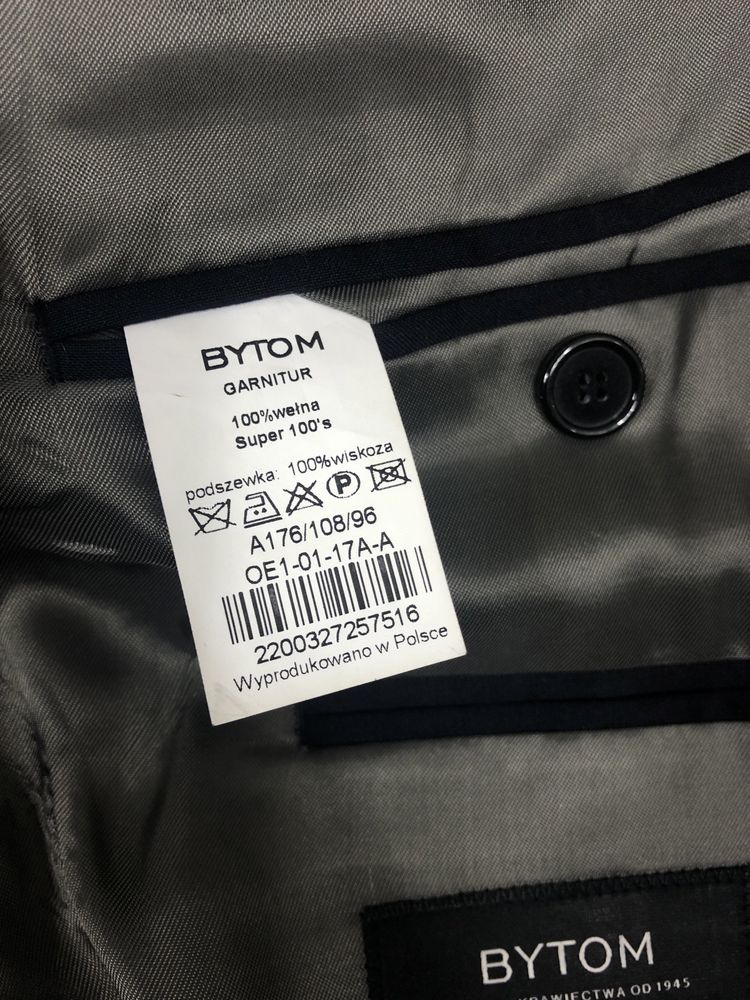 BYTOM
GARNITUR
100%wełna
Super 100's
podszewka: 100%wiskoza
P
A176/108/96
OE1-01-17A-A
2200327257516
Wyprodukowano w Polsce
BYTOM
KRAWIECTWA OD 1945